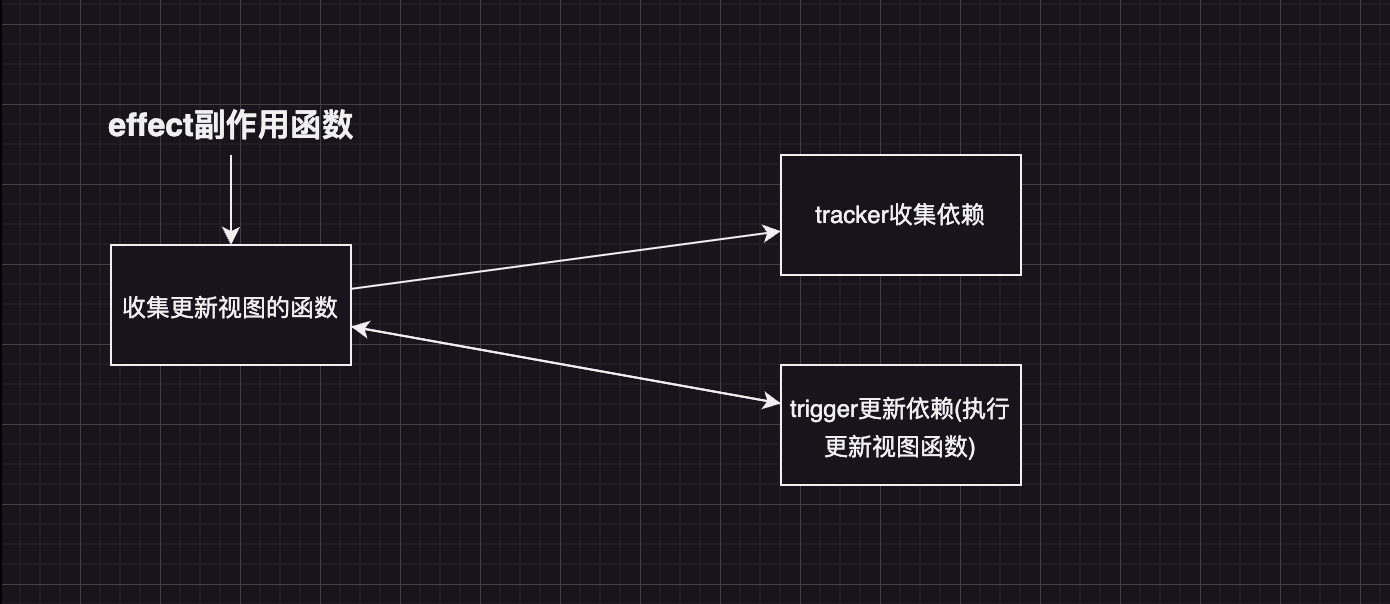 effect副作用函数
tracker收集依赖
收集更新视图的函数
trigger更新依赖(执行
更新视图函数)